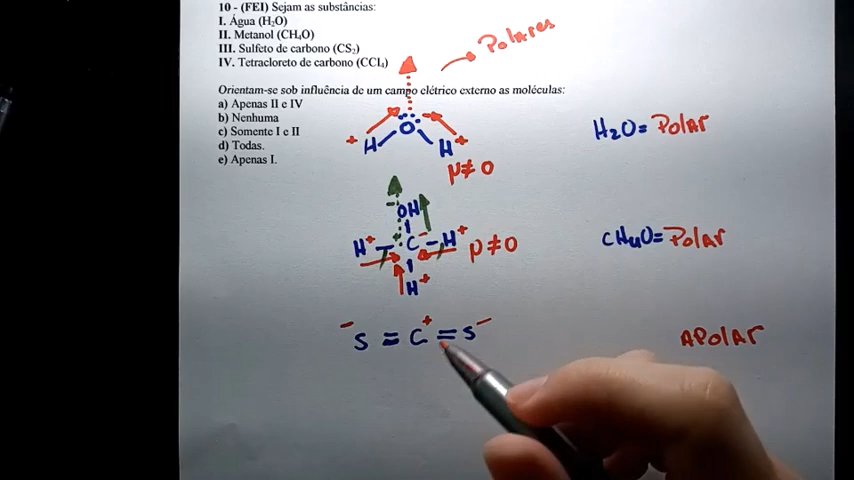 10 - (FEI) Sejam as substâncias:
I. Água (H₂O)
II. Metanol (CH₄O)
III. Sulfeto de carbono (CS₂)
IV. Tetracloreto de carbono (CCl₄)
Polares
Orientam-se sob influência de um campo elétrico externo as moléculas:
a) Apenas II e IV
b) Nenhuma
c) Somente I e II
d) Todas.
e) Apenas I.
O
+ H H +
μ≠0
H₂O = Polar
- OH
H+ - C- - H+
H+
μ≠0
CH₄O = Polar
- S = C+ = S -
APolar